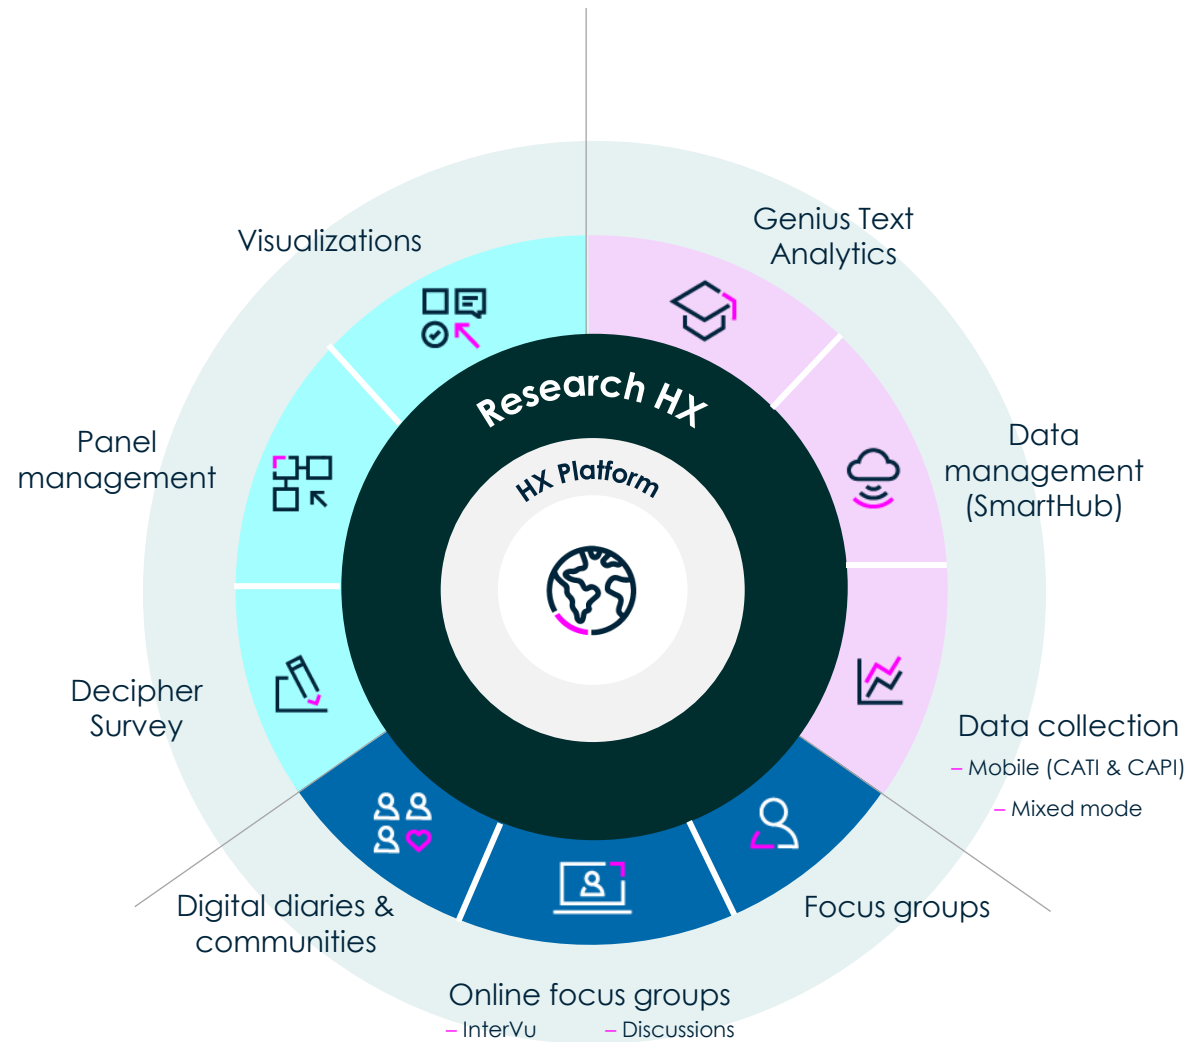 Visualizations
Genius Text
Analytics
Research HX
HX Platform
Panel
management
Data
management
(SmartHub)
Decipher
Survey
Data collection
– Mobile (CATI & CAPI)
– Mixed mode
Digital diaries &
communities
Focus groups
Online focus groups
– InterVu
– Discussions